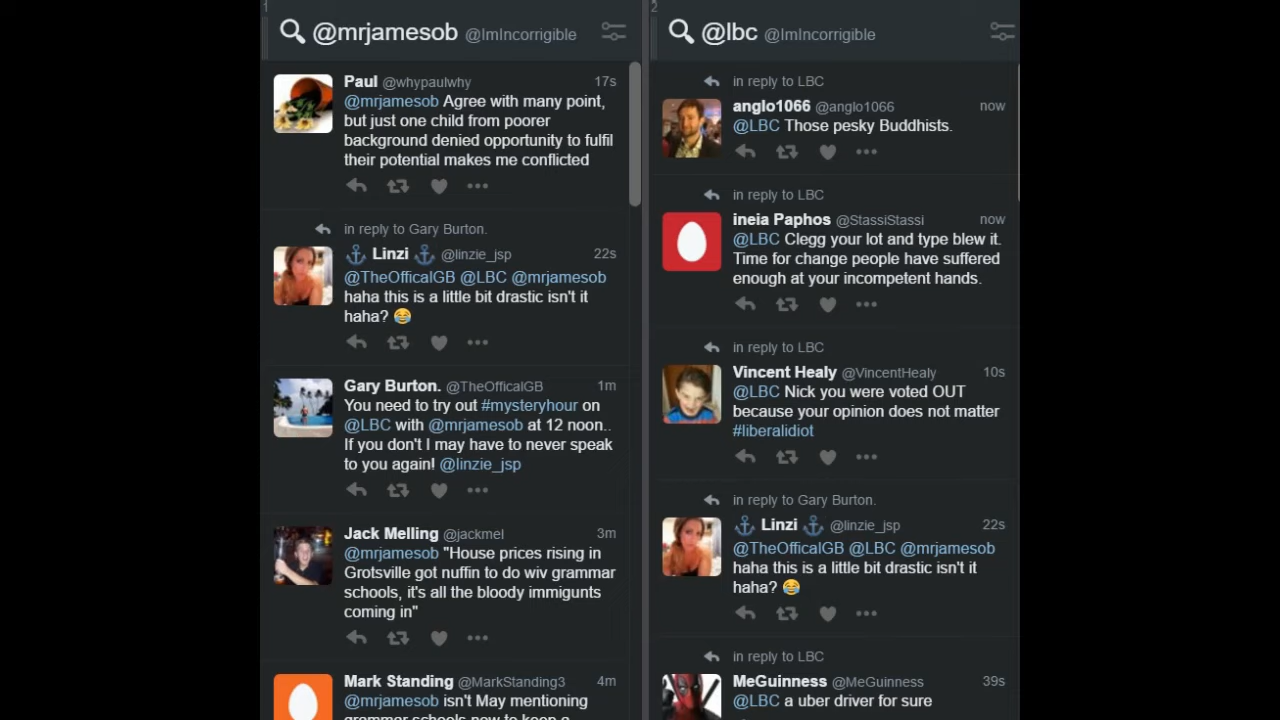 1
@mrjamesob @ImIncorrigible
Paul @whypaulwhy 17s
@mrjamesob Agree with many point,
but just one child from poorer
background denied opportunity to fulfil
their potential makes me conflicted
in reply to Gary Burton.
⚓ Linzi ⚓ @linzie_jsp 22s
@TheOfficalGB @LBC @mrjamesob
haha this is a little bit drastic isn't it
haha? 😂
Gary Burton. @TheOfficalGB 1m
You need to try out #mysteryhour on
@LBC with @mrjamesob at 12 noon..
If you don't I may have to never speak
to you again! @linzie_jsp
Jack Melling @jackmel 3m
@mrjamesob "House prices rising in
Grotsville got nuffin to do wiv grammar
schools, it's all the bloody immigunts
coming in"
Mark Standing @MarkStanding3 4m
@mrjamesob isn't May mentioning
grammar schools now to keep a
2
@lbc @ImIncorrigible
in reply to LBC
anglo1066 @anglo1066 now
@LBC Those pesky Buddhists.
in reply to LBC
ineia Paphos @StassiStassi now
@LBC Clegg your lot and type blew it.
Time for change people have suffered
enough at your incompetent hands.
in reply to LBC
Vincent Healy @VincentHealy 10s
@LBC Nick you were voted OUT
because your opinion does not matter
#liberalidiot
in reply to Gary Burton.
⚓ Linzi ⚓ @linzie_jsp 22s
@TheOfficalGB @LBC @mrjamesob
haha this is a little bit drastic isn't it
haha? 😂
in reply to LBC
MeGuinness @MeGuinness 39s
@LBC a uber driver for sure